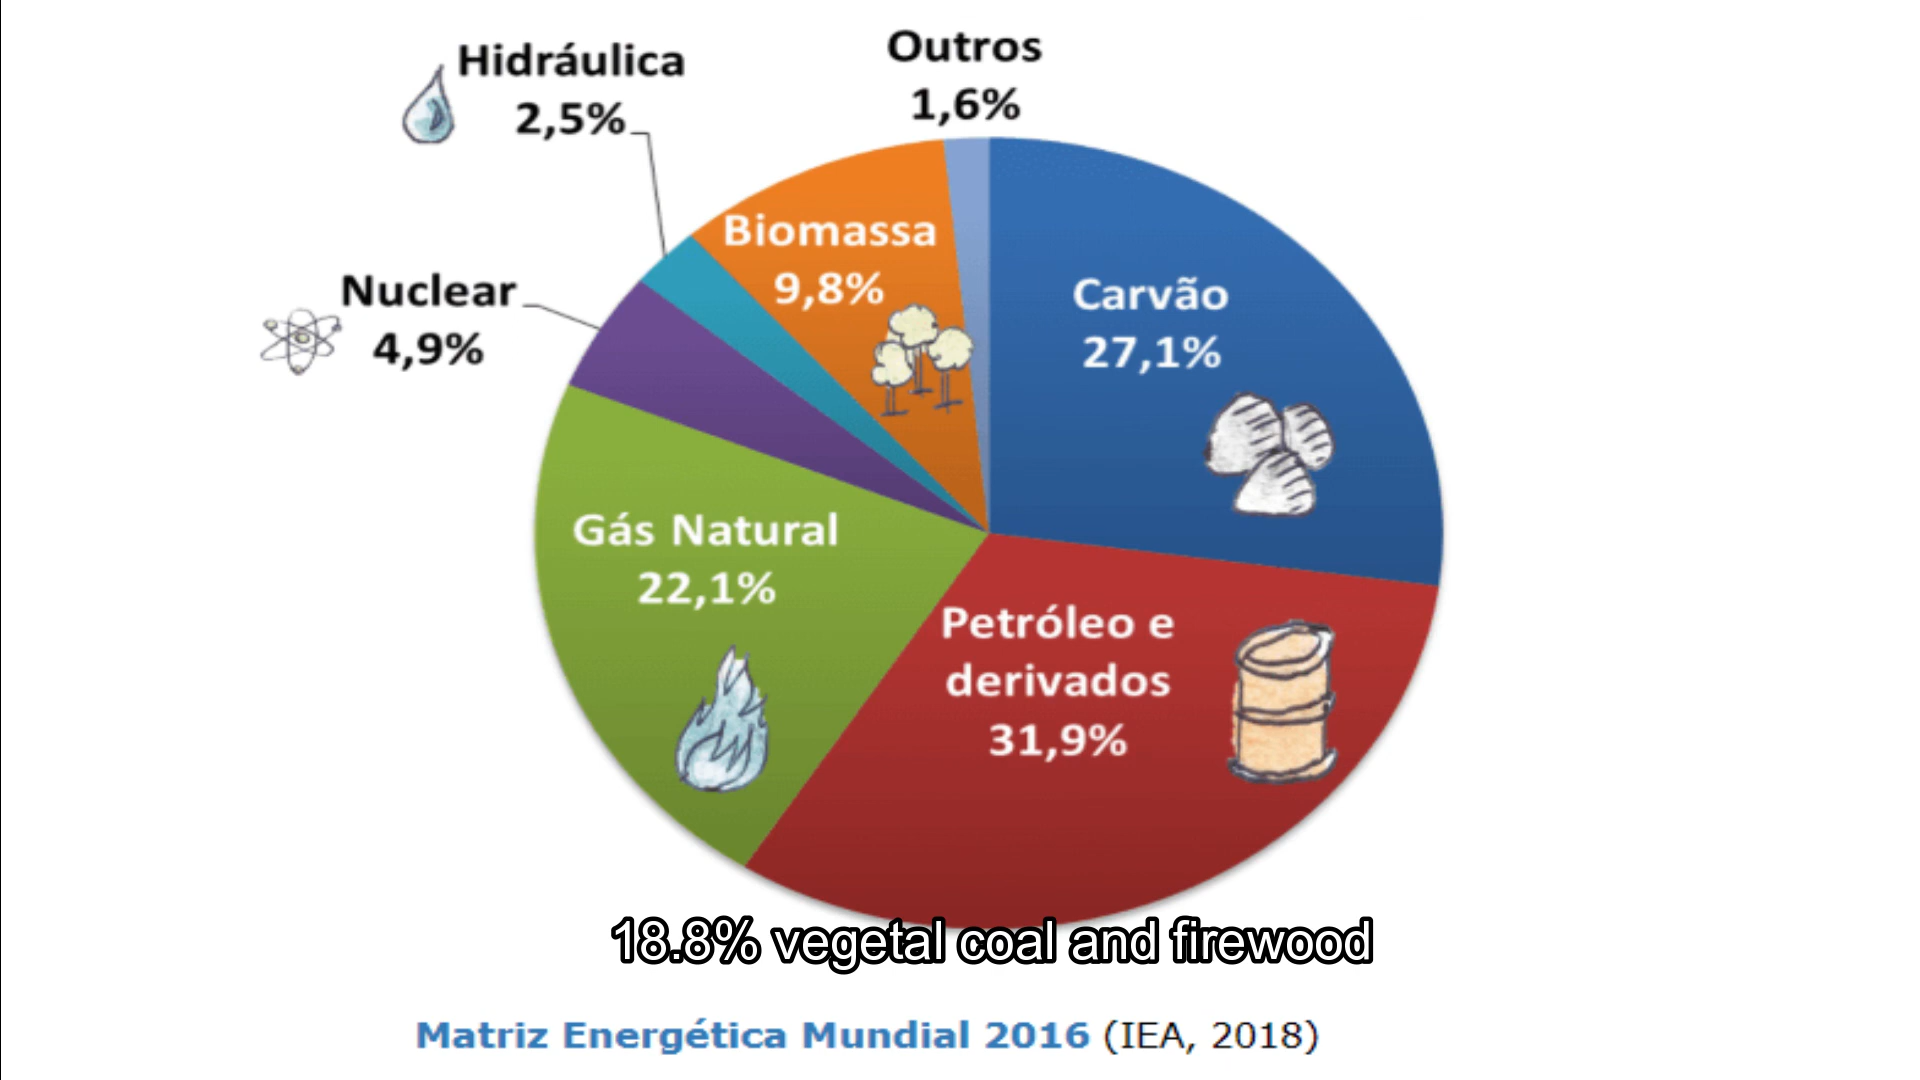 Hidráulica
2,5%
Outros
1,6%
Biomassa
9,8%
Nuclear
4,9%
Carvão
27,1%
Gás Natural
22,1%
Petróleo e
derivados
31,9%
18.8% vegetal coal and firewood
Matriz Energética Mundial 2016 (IEA, 2018)